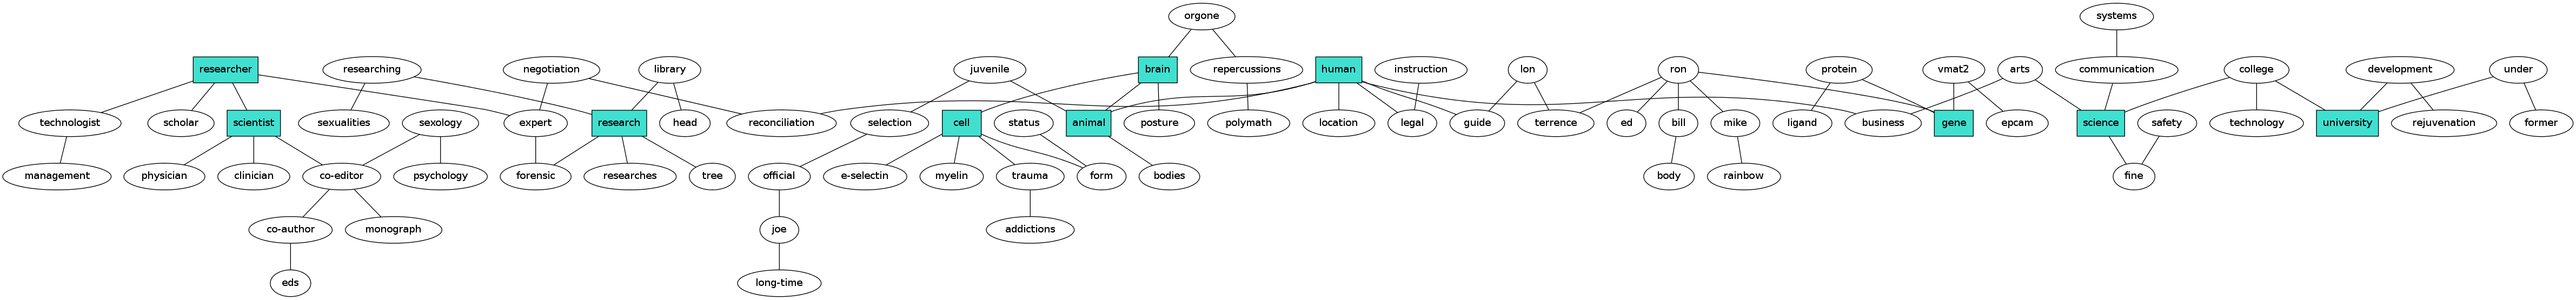 orgone
systems
researcher
researching
negotiation
library
juvenile
brain
repercussions
human
instruction
lon
ron
protein
vmat2
arts
communication
college
development
under
technologist
scholar
scientist
sexualities
sexology
expert
research
head
reconciliation
selection
cell
status
animal
posture
polymath
location
legal
guide
terrence
ed
bill
mike
ligand
business
gene
epcam
science
safety
technology
university
rejuvenation
former
management
physician
clinician
co-editor
psychology
forensic
researches
tree
official
e-selectin
myelin
trauma
form
bodies
body
rainbow
fine
co-author
monograph
joe
addictions
eds
long-time